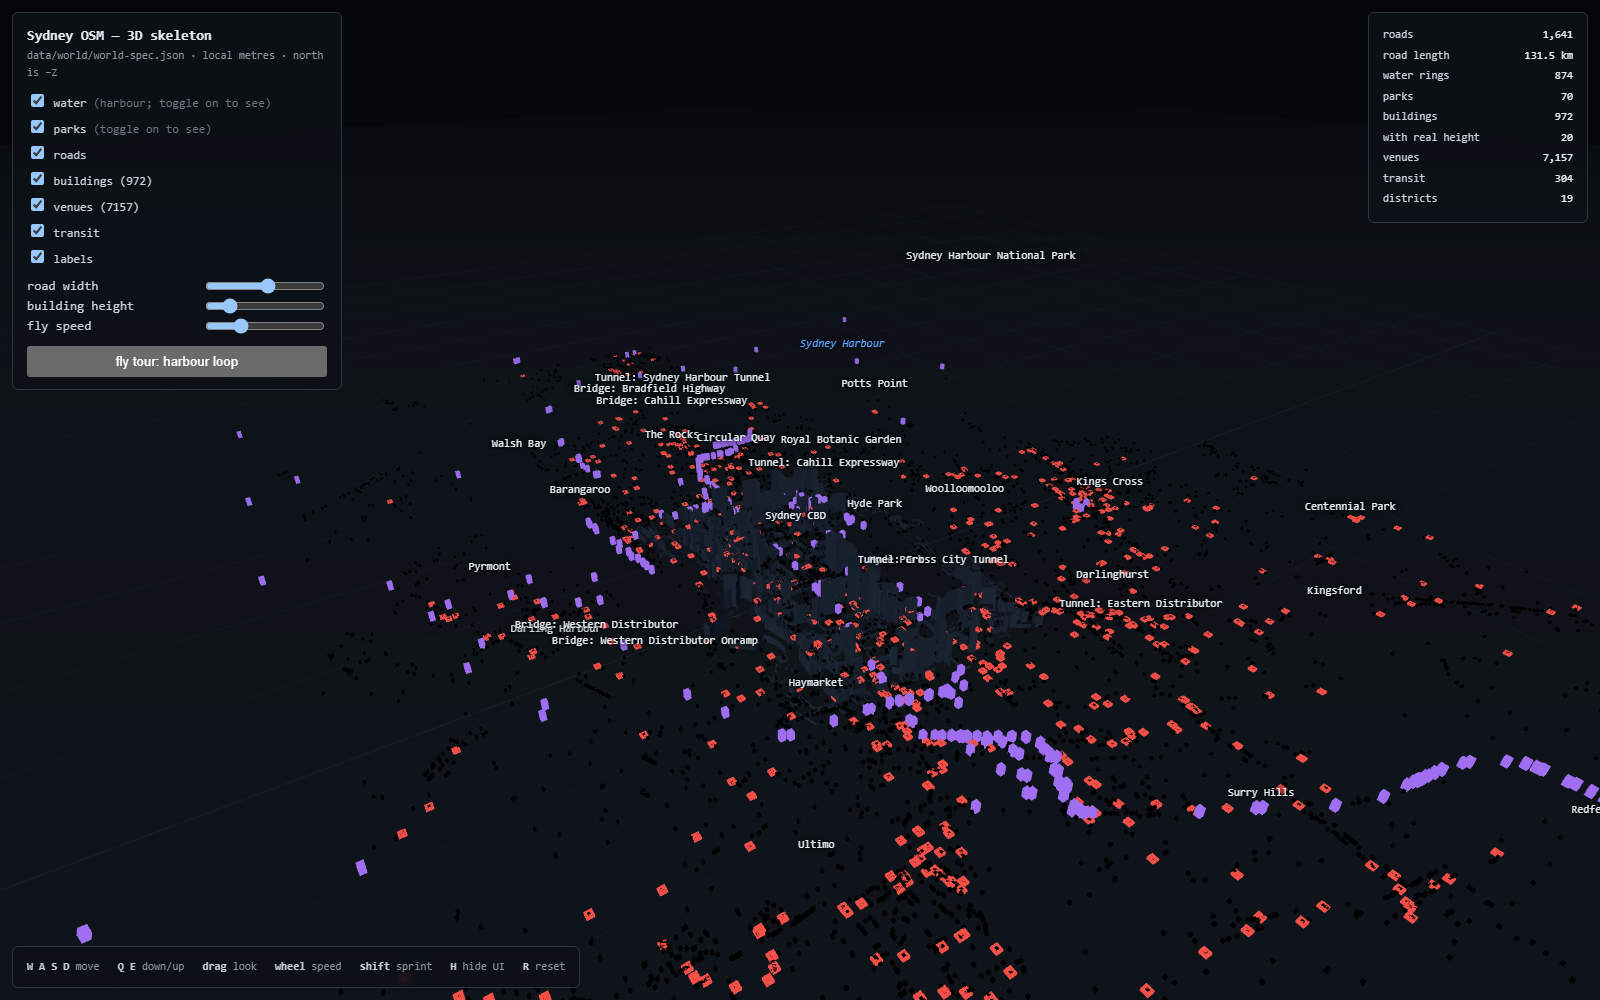 Sydney OSM — 3D skeleton
data/world/world-spec.json · local metres · north
is -Z
water (harbour; toggle on to see)
parks (toggle on to see)
roads
buildings (972)
venues (7157)
transit
labels
road width
building height
fly speed
fly tour: harbour loop
roads 1,641
road length 131.5 km
water rings 874
parks 70
buildings 972
with real height 20
venues 7,157
transit 304
districts 19
Sydney Harbour National Park
Sydney Harbour
Tunnel: Sydney Harbour Tunnel
Potts Point
Bridge: Bradfield Highway
Bridge: Cahill Expressway
The Rocks
Circular Quay
Royal Botanic Garden
Walsh Bay
Tunnel: Cahill Expressway
Kings Cross
Barangaroo
Woolloomooloo
Hyde Park
Centennial Park
Sydney CBD
Tunnel: Cross City Tunnel
Pyrmont
Darlinghurst
Kingsford
Tunnel: Eastern Distributor
Bridge: Western Distributor
Darling Harbour
Bridge: Western Distributor Onramp
Haymarket
Surry Hills
Redfe
Ultimo
W A S D move Q E down/up drag look wheel speed shift sprint H hide UI R reset